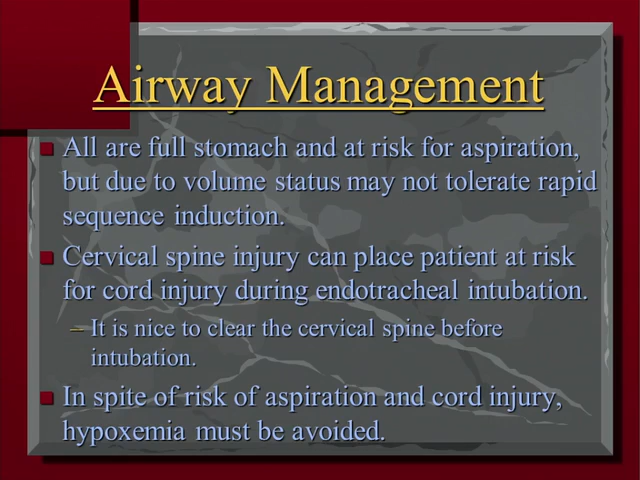 Airway Management
■ All are full stomach and at risk for aspiration,
but due to volume status may not tolerate rapid
sequence induction.
■ Cervical spine injury can place patient at risk
for cord injury during endotracheal intubation.
– It is nice to clear the cervical spine before
intubation.
■ In spite of risk of aspiration and cord injury,
hypoxemia must be avoided.